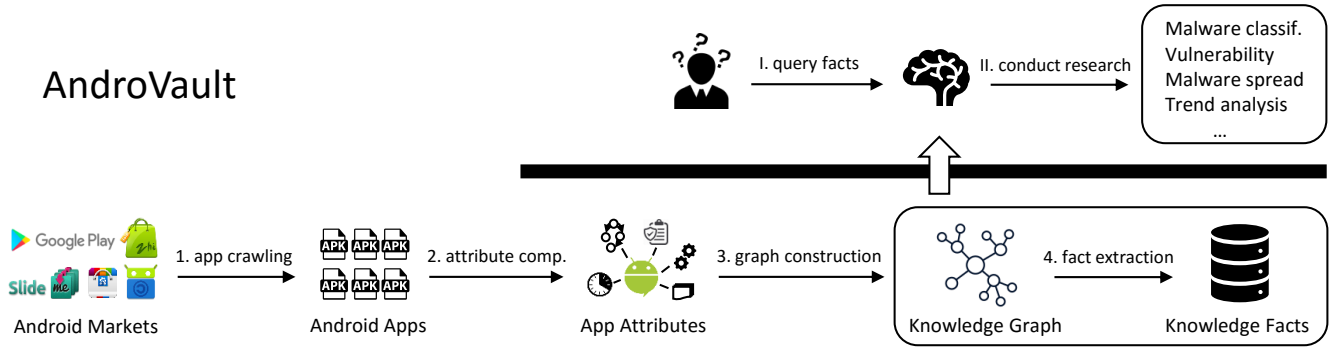 AndroVault
? ? ?
I. query facts
II. conduct research
Malware classif.
Vulnerability
Malware spread
Trend analysis
...
Google Play
Slide me
1. app crawling
APK APK APK
APK APK APK
2. attribute comp.
3. graph construction
4. fact extraction
Android Markets
Android Apps
App Attributes
Knowledge Graph
Knowledge Facts